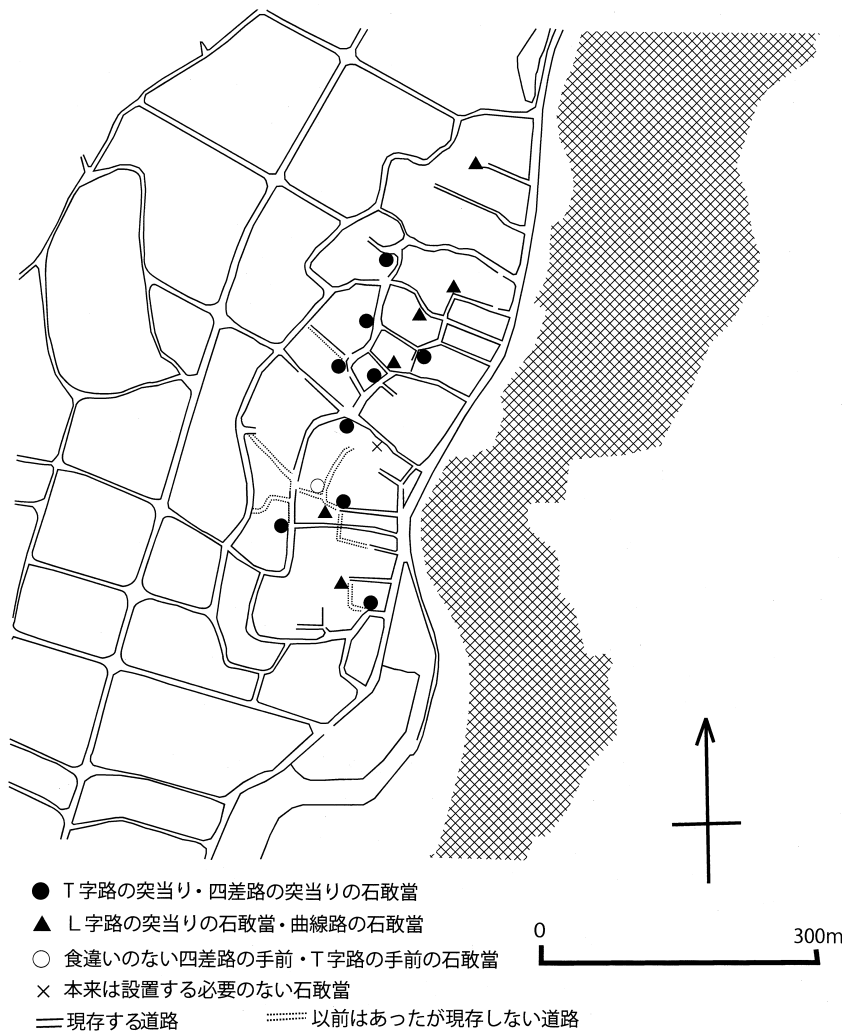 ● T字路の突当り・四差路の突当りの石敢當
▲ L字路の突当りの石敢當・曲線路の石敢當
○ 食違いのない四差路の手前・T字路の手前の石敢當
× 本来は設置する必要のない石敢當
現存する道路 以前はあったが現存しない道路
0 300m